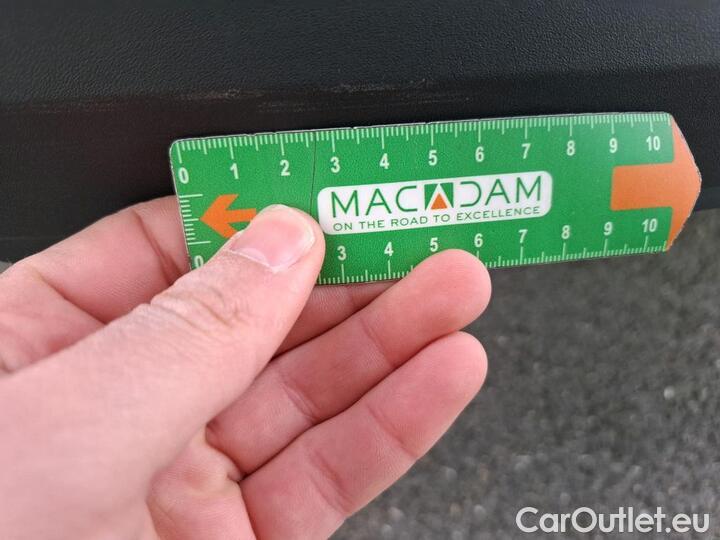 0 1 2 3 4 5 6 7 8 9 10
MACADAM
ON THE ROAD TO EXCELLENCE
0 3 4 5 6 7 8 9 10
CarOutlet.eu